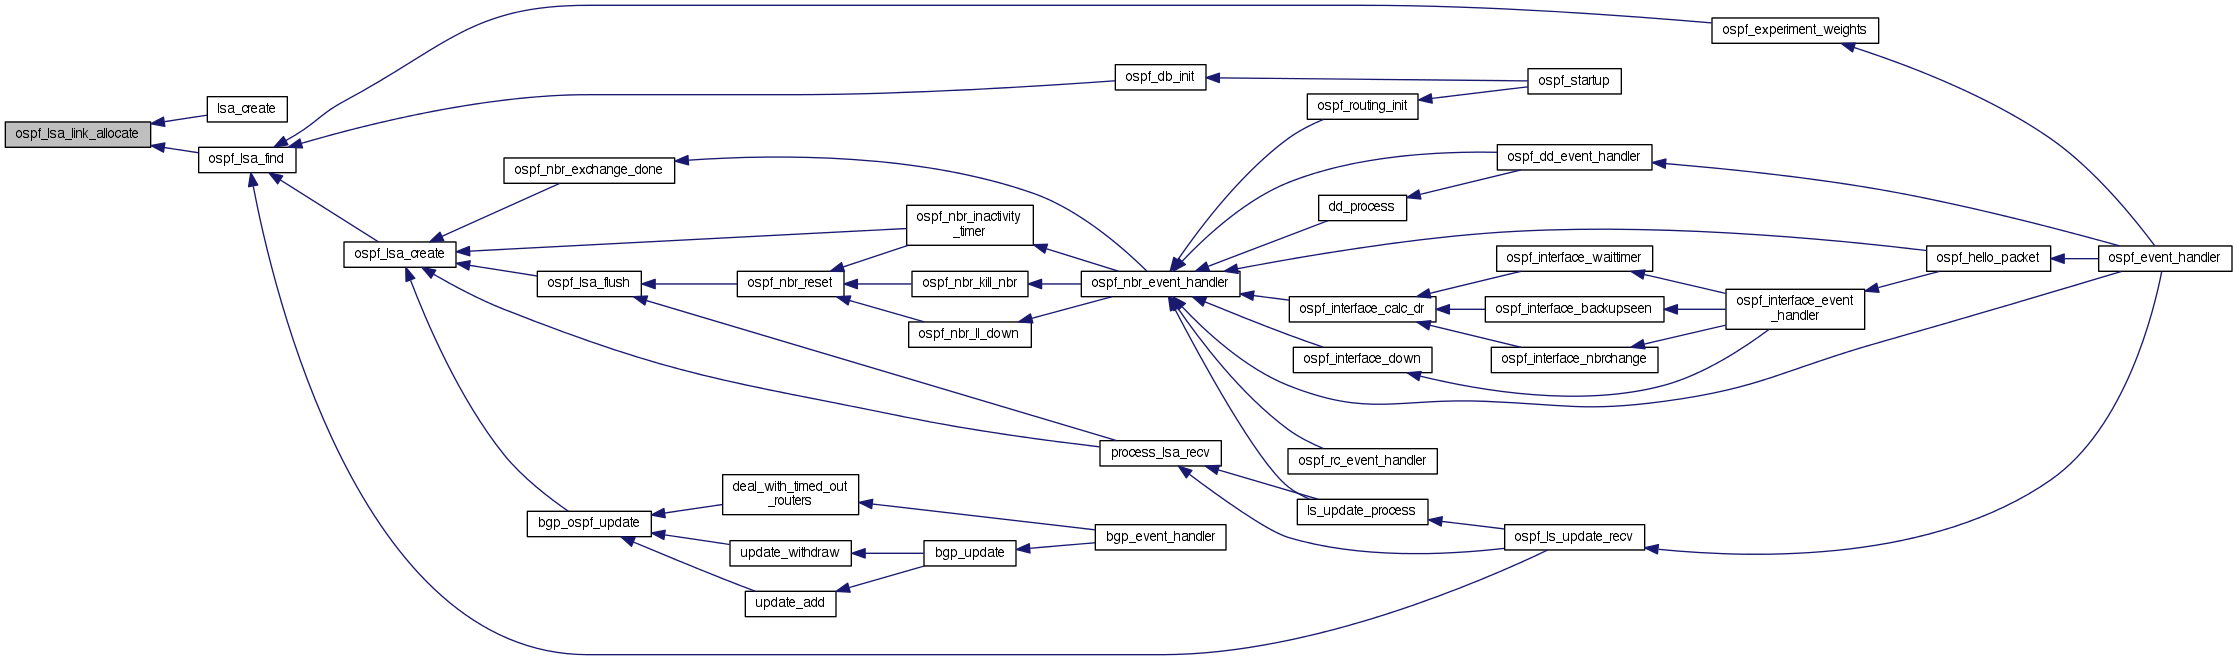 ospf_lsa_link_allocate
lsa_create
ospf_lsa_find
ospf_experiment_weights
ospf_db_init
ospf_startup
ospf_routing_init
ospf_lsa_create
ospf_nbr_exchange_done
ospf_nbr_inactivity
_timer
ospf_lsa_flush
ospf_nbr_reset
ospf_nbr_kill_nbr
ospf_nbr_ll_down
ospf_nbr_event_handler
ospf_dd_event_handler
dd_process
ospf_interface_waittimer
ospf_interface_calc_dr
ospf_interface_backupseen
ospf_interface_nbrchange
ospf_interface_down
ospf_interface_event
_handler
ospf_hello_packet
ospf_event_handler
process_lsa_recv
ospf_rc_event_handler
ls_update_process
ospf_ls_update_recv
bgp_ospf_update
deal_with_timed_out
_routers
update_withdraw
update_add
bgp_update
bgp_event_handler